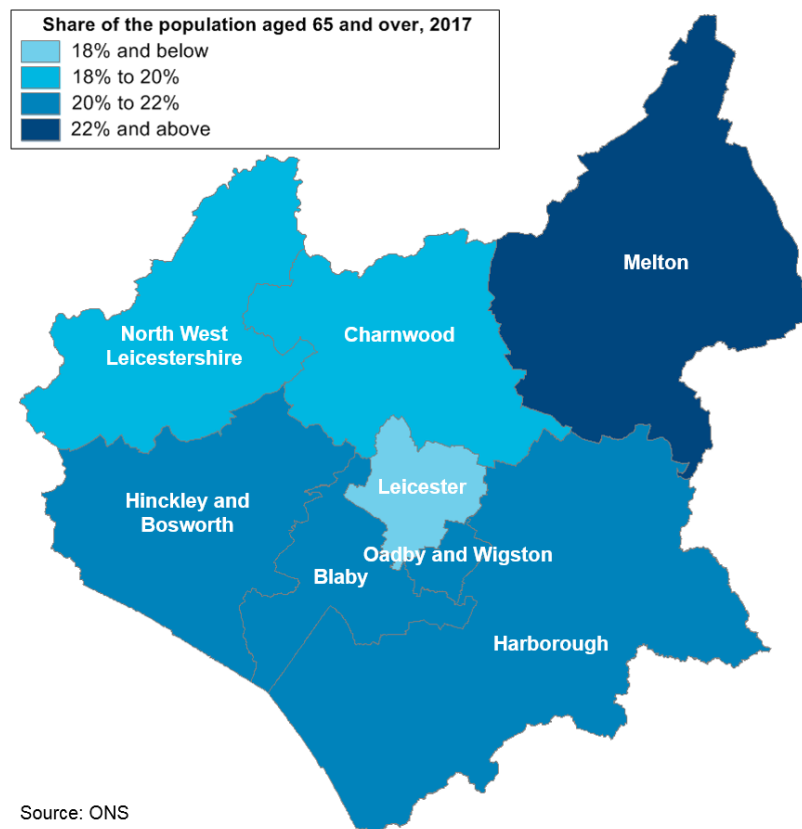 Share of the population aged 65 and over, 2017
18% and below
18% to 20%
20% to 22%
22% and above
Melton
North West
Leicestershire
Charnwood
Leicester
Hinckley and
Bosworth
Oadby and Wigston
Blaby
Harborough
Source: ONS